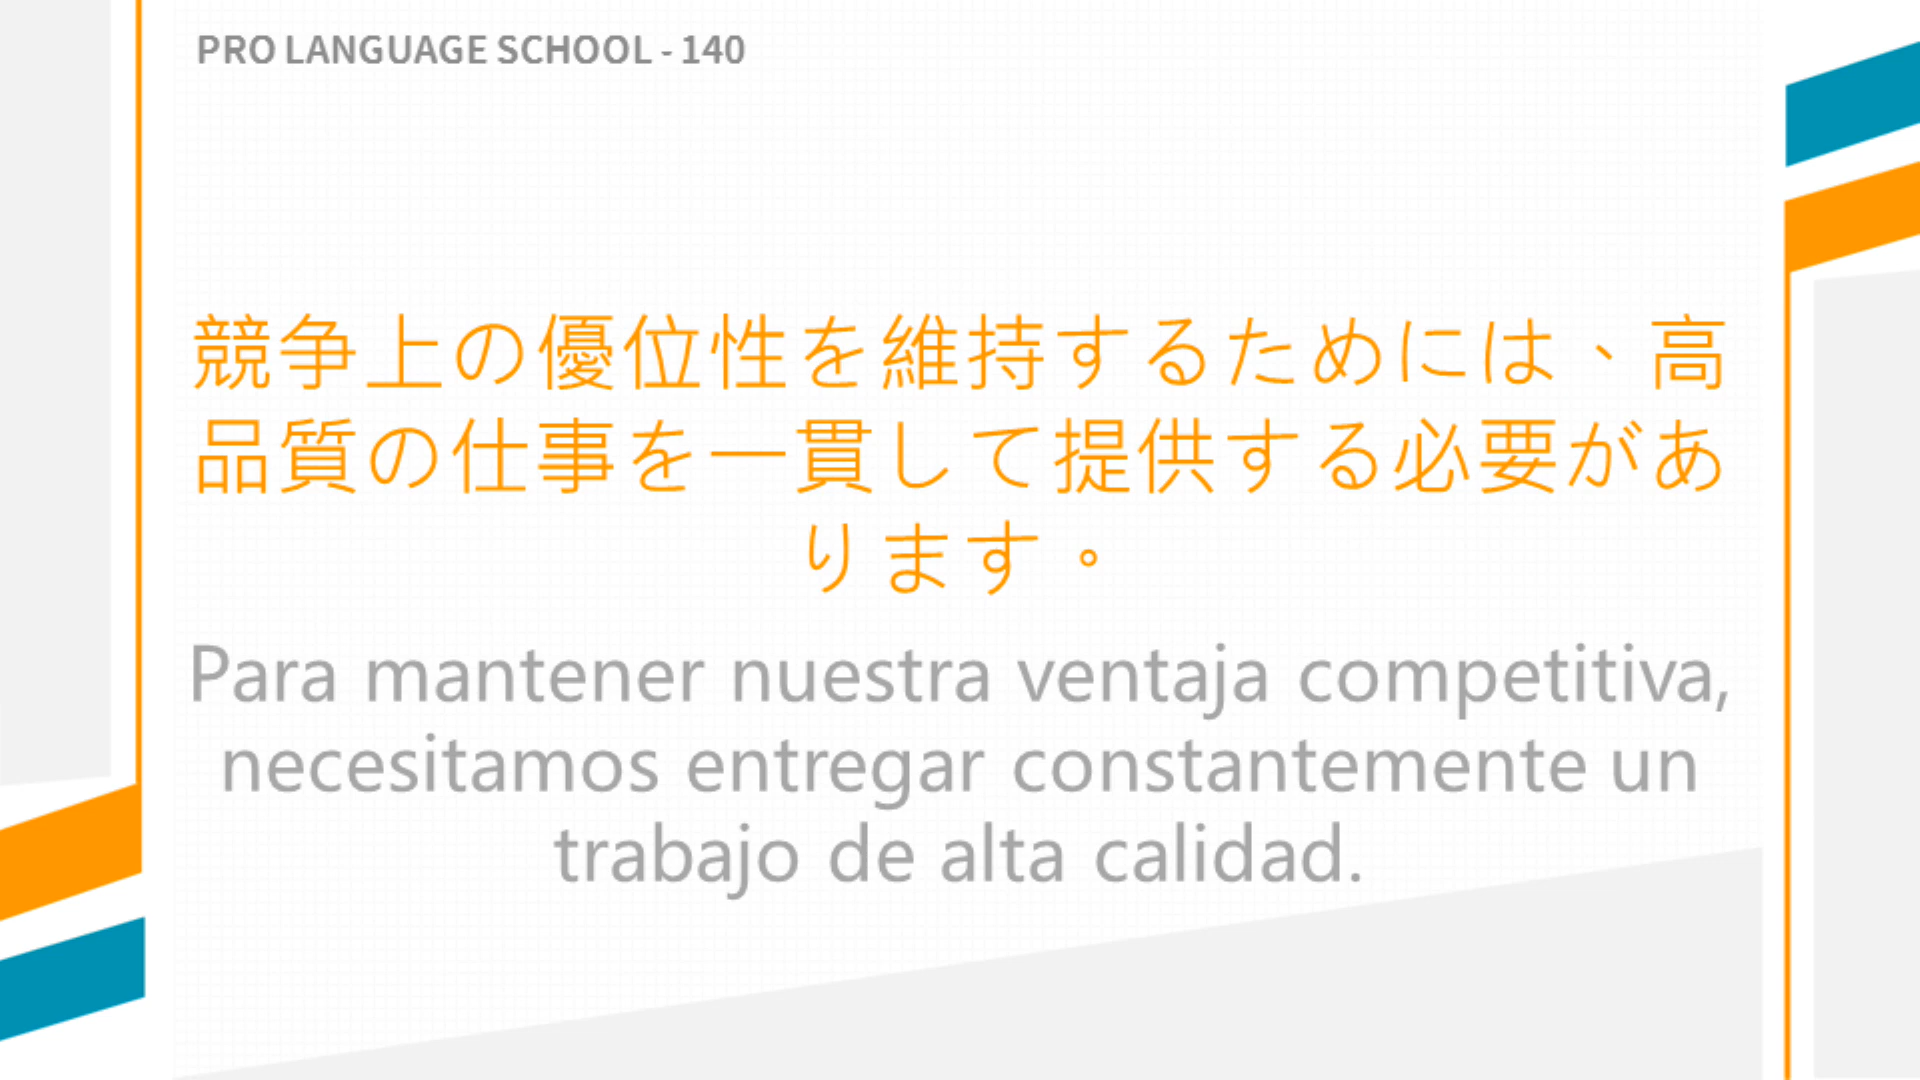 PRO LANGUAGE SCHOOL - 140
競争上の優位性を維持するためには、高
品質の仕事を一貫して提供する必要があ
ります。
Para mantener nuestra ventaja competitiva,
necesitamos entregar constantemente un
trabajo de alta calidad.